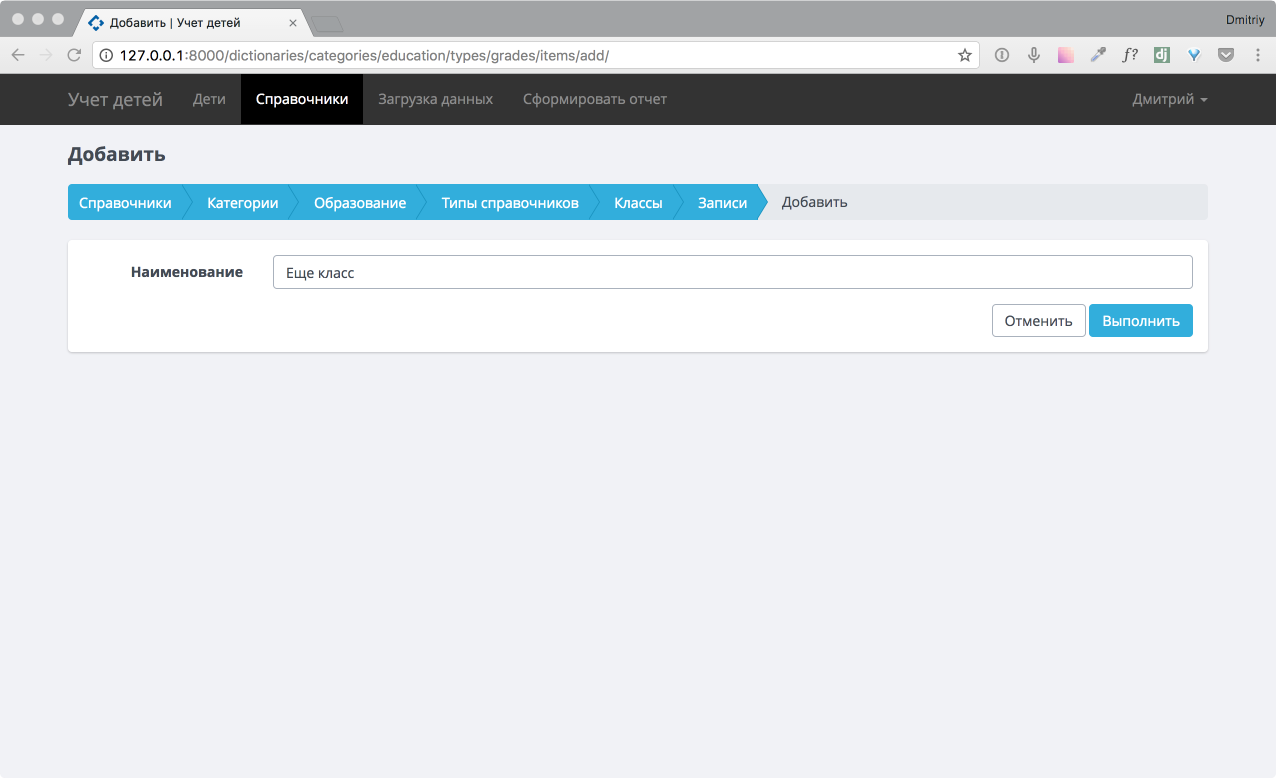 Добавить | Учет детей
Dmitriy
127.0.0.1:8000/dictionaries/categories/education/types/grades/items/add/
f?
dj
Учет детей Дети Справочники Загрузка данных Сформировать отчет Дмитрий
Добавить
Справочники Категории Образование Типы справочников Классы Записи Добавить
Наименование Еще класс
Отменить Выполнить